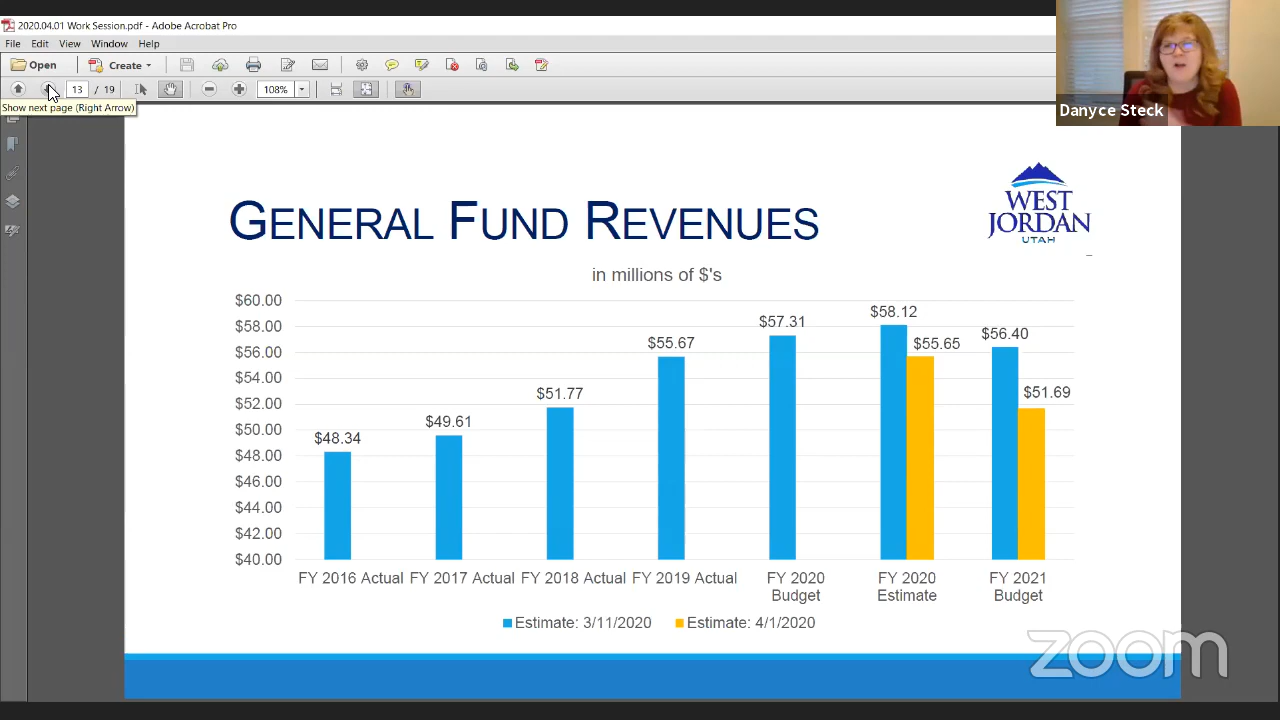 2020.04.01 Work Session.pdf - Adobe Acrobat Pro
File Edit View Window Help
Open Create
13 / 19 108%
Show next page (Right Arrow)
Danyce Steck
GENERAL FUND REVENUES
WEST
JORDAN
UTAH
in millions of $'s
$60.00
$58.00
$56.00
$54.00
$52.00
$50.00
$48.00
$46.00
$44.00
$42.00
$40.00
$48.34
$49.61
$51.77
$55.67
$57.31
$58.12
$55.65
$56.40
$51.69
FY 2016 Actual FY 2017 Actual FY 2018 Actual FY 2019 Actual FY 2020 FY 2020 FY 2021
Budget Estimate Budget
Estimate: 3/11/2020 Estimate: 4/1/2020
zoom